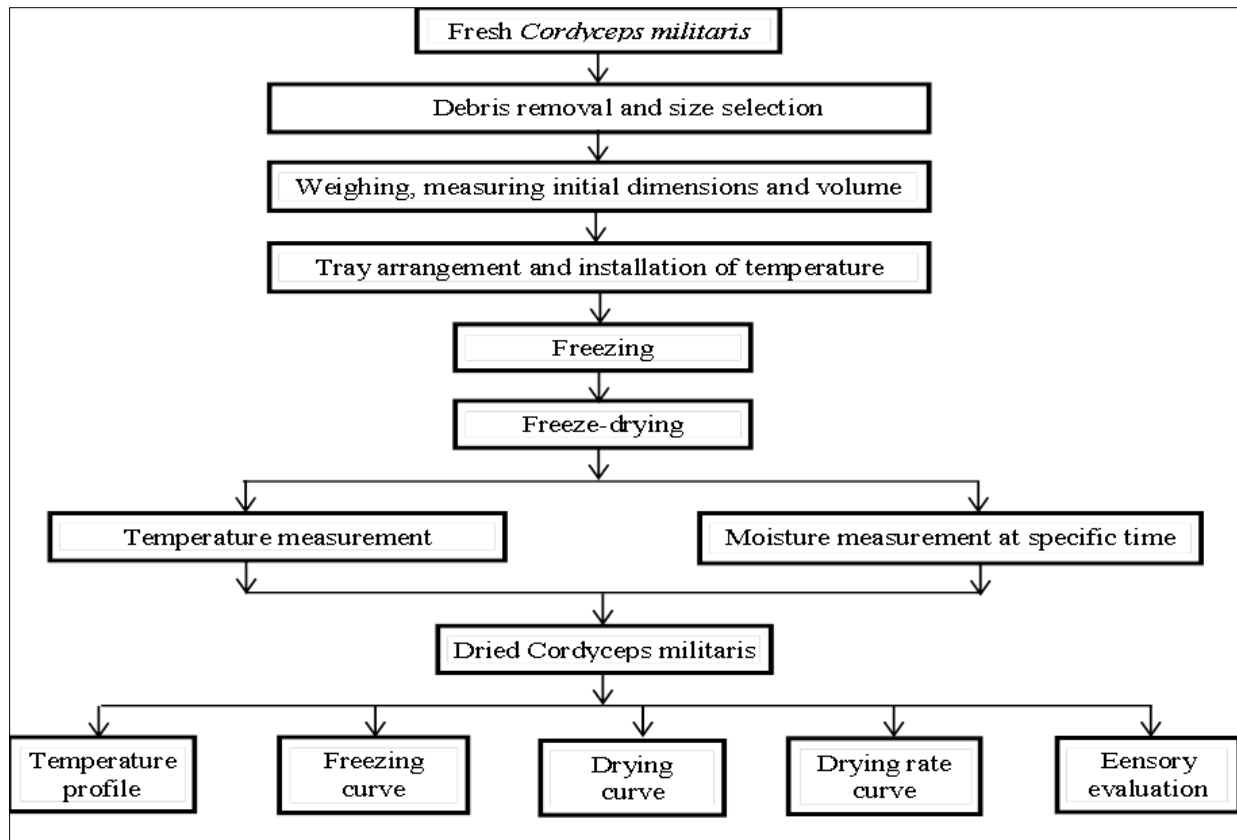 Fresh Cordyceps militaris
Debris removal and size selection
Weighing, measuring initial dimensions and volume
Tray arrangement and installation of temperature
Freezing
Freeze-drying
Temperature measurement
Moisture measurement at specific time
Dried Cordyceps militaris
Temperature
profile
Freezing
curve
Drying
curve
Drying rate
curve
Eensory
evaluation